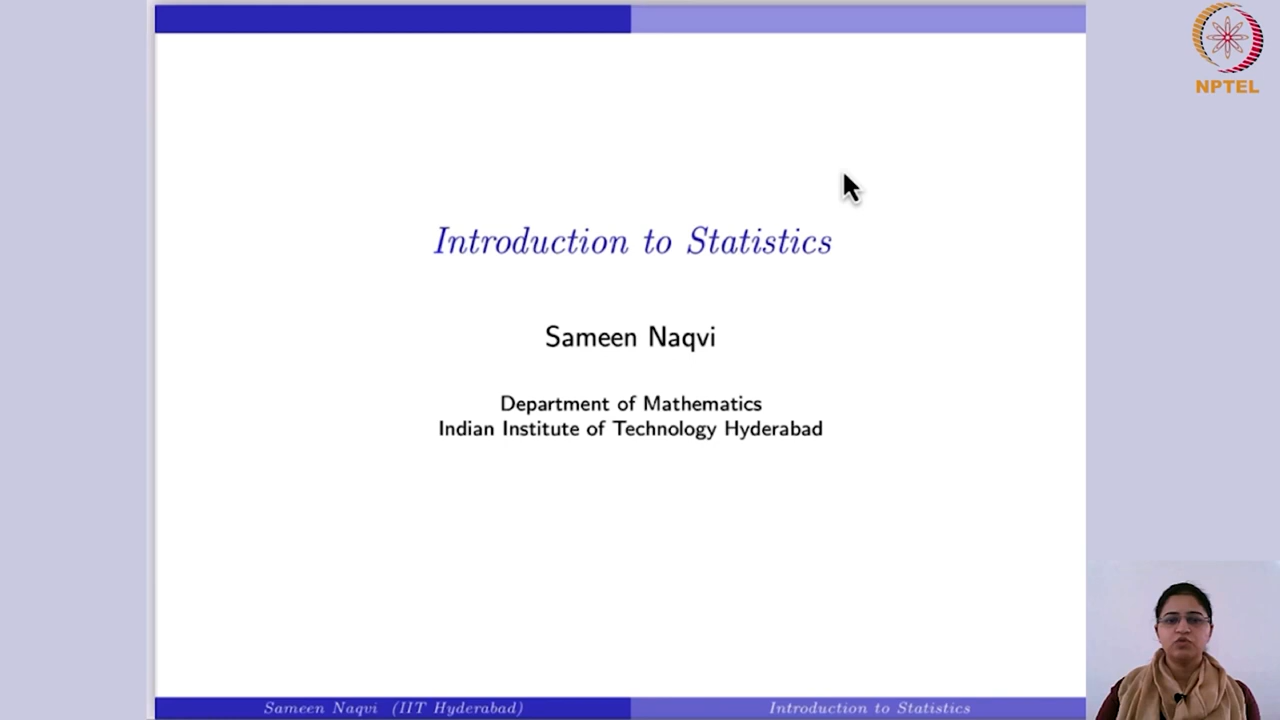 NPTEL
Introduction to Statistics
Sameen Naqvi
Department of Mathematics
Indian Institute of Technology Hyderabad
Sameen Naqvi (IIT Hyderabad)
Introduction to Statistics